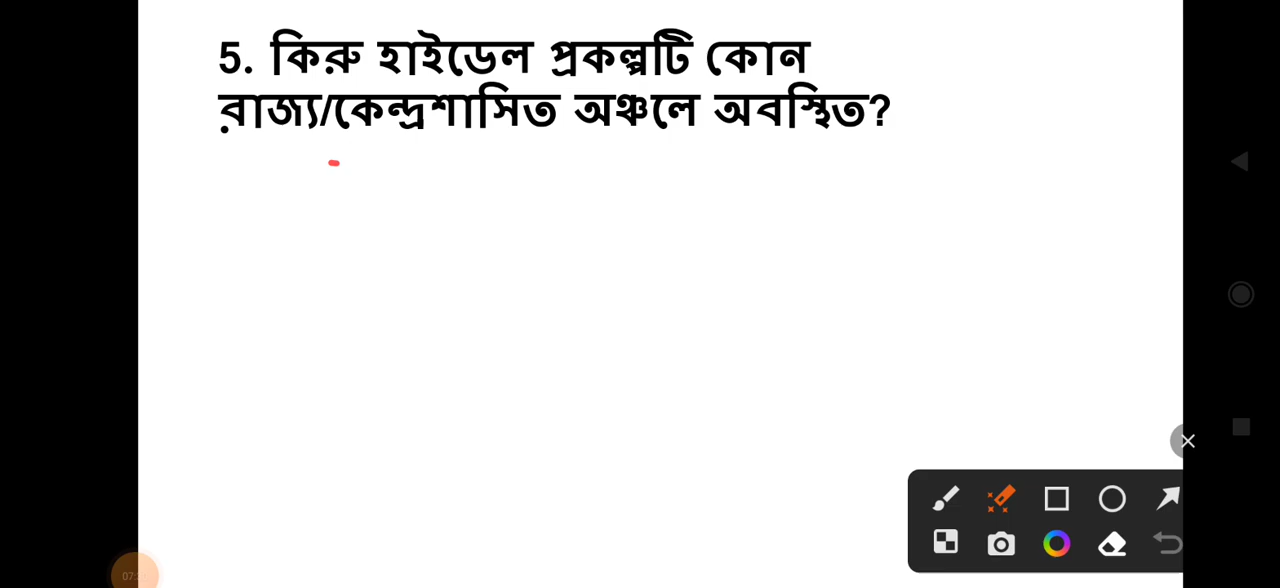 5. কিরু হাইডেল প্রকল্পটি কোন
রাজ্য/কেন্দ্রশাসিত অঞ্চলে অবস্থিত?